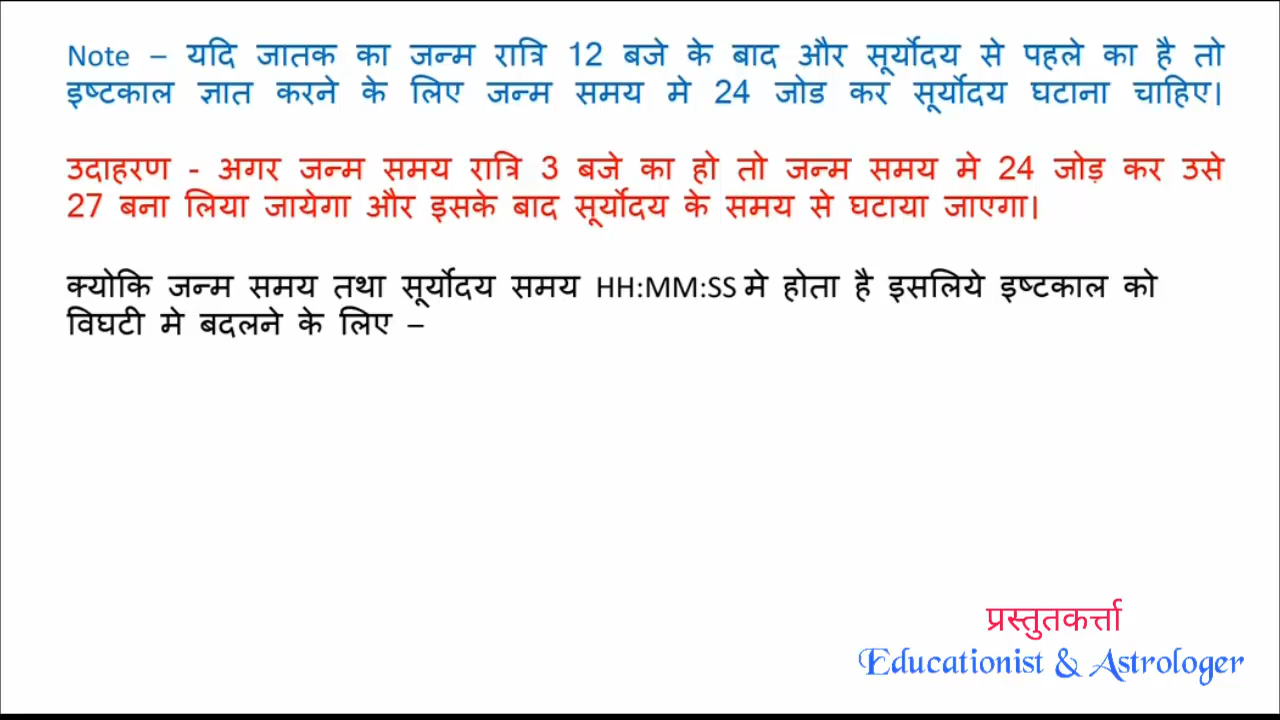 Note – यदि जातक का जन्म रात्रि 12 बजे के बाद और सूर्योदय से पहले का है तो
इष्टकाल ज्ञात करने के लिए जन्म समय मे 24 जोड कर सूर्योदय घटाना चाहिए।
उदाहरण - अगर जन्म समय रात्रि 3 बजे का हो तो जन्म समय मे 24 जोड़ कर उसे
27 बना लिया जायेगा और इसके बाद सूर्योदय के समय से घटाया जाएगा।
क्योकि जन्म समय तथा सूर्योदय समय HH:MM:SS मे होता है इसलिये इष्टकाल को
विघटी मे बदलने के लिए –
प्रस्तुतकर्त्ता
Educationist & Astrologer